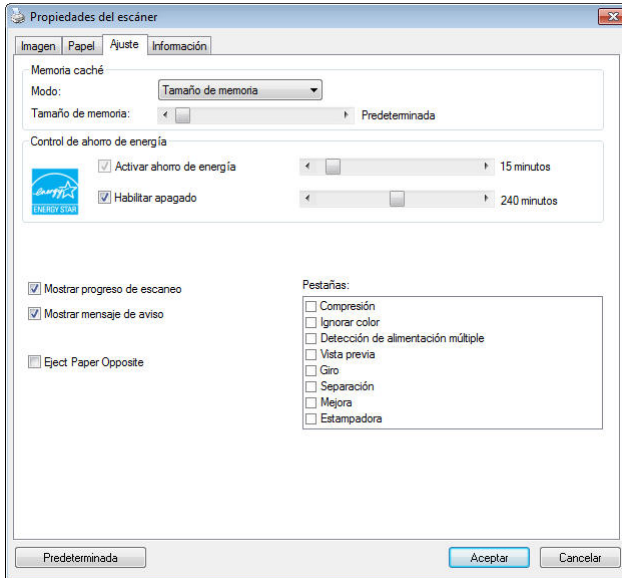 Propiedades del escáner
Imagen Papel Ajuste Información
Memoria caché
Modo: Tamaño de memoria
Tamaño de memoria: Predeterminada
Control de ahorro de energía
energy
ENERGY STAR
Activar ahorro de energía 15 minutos
Habilitar apagado 240 minutos
Mostrar progreso de escaneo
Mostrar mensaje de aviso
Eject Paper Opposite
Pestañas:
Compresión
Ignorar color
Detección de alimentación múltiple
Vista previa
Giro
Separación
Mejora
Estampadora
Predeterminada Aceptar Cancelar